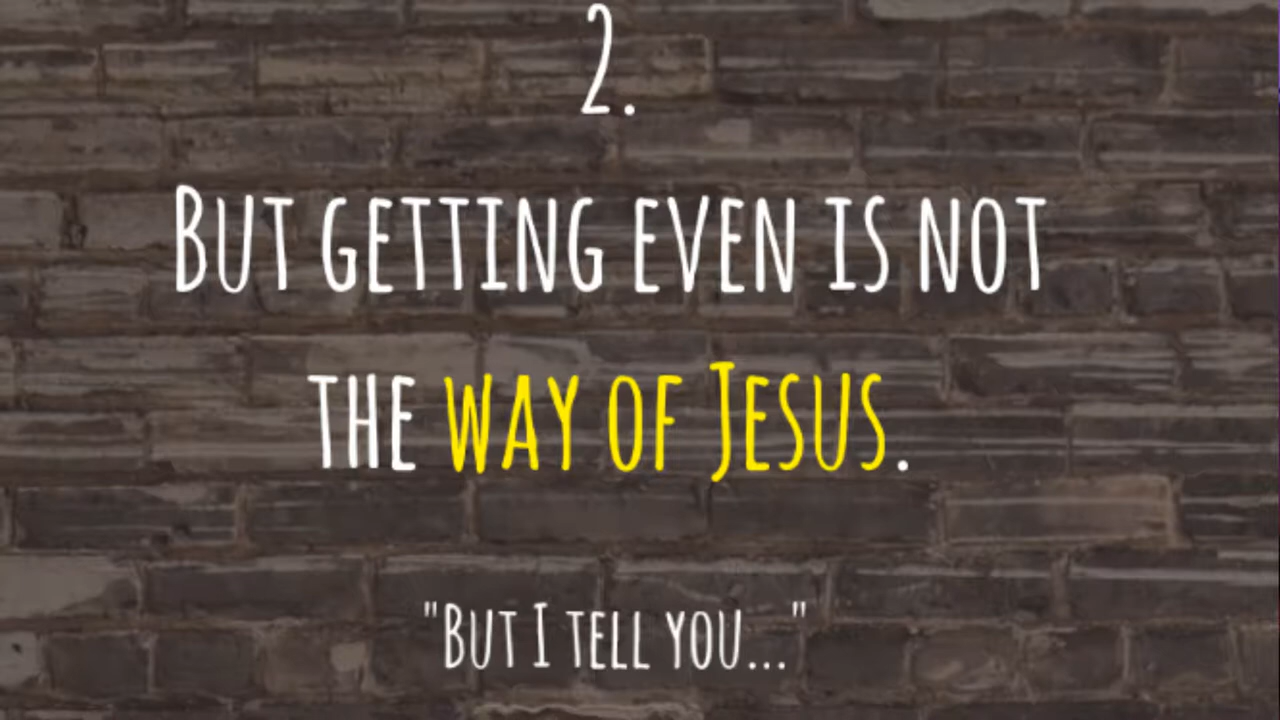 2.
But getting even is not
the way of Jesus.
"But I tell you..."